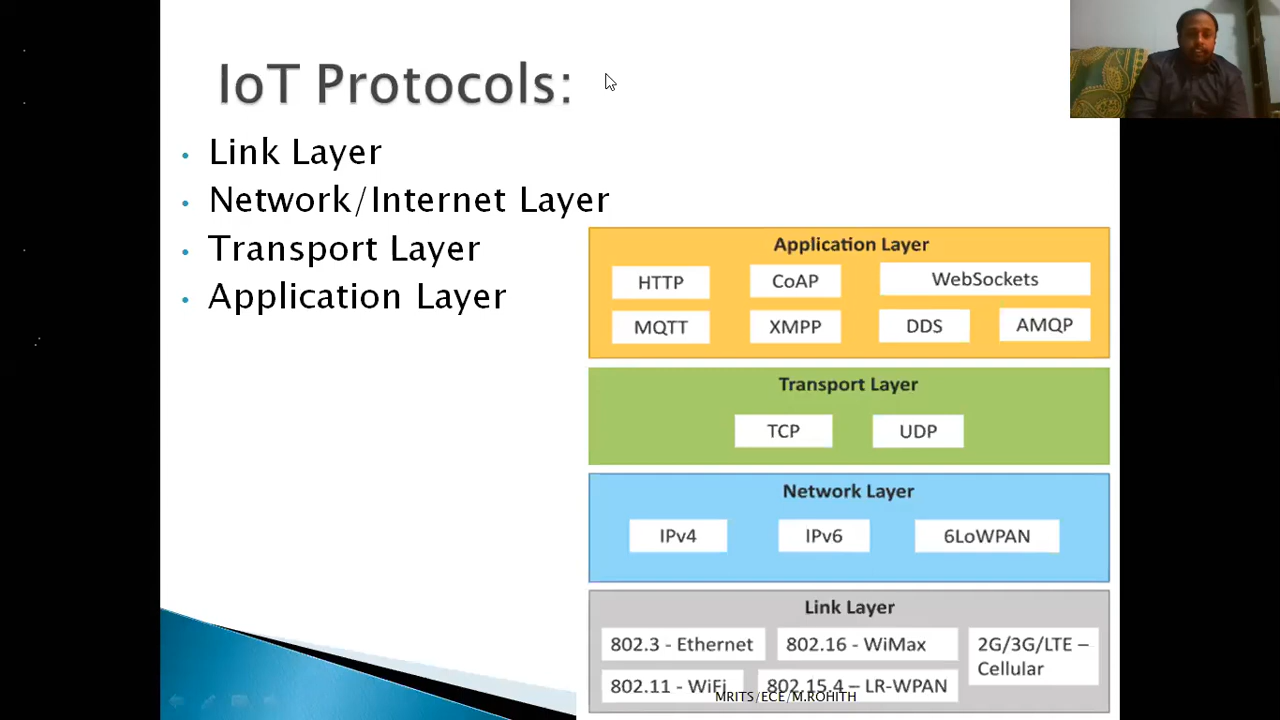 IoT Protocols:
• Link Layer
• Network/Internet Layer
• Transport Layer
• Application Layer
Application Layer
HTTP CoAP WebSockets
MQTT XMPP DDS AMQP
Transport Layer
TCP UDP
Network Layer
IPv4 IPv6 6LoWPAN
Link Layer
802.3 - Ethernet 802.16 - WiMax 2G/3G/LTE –
Cellular
802.11 - WiFi 802.15.4 – LR-WPAN
MRITS/ECE/M.ROHITH